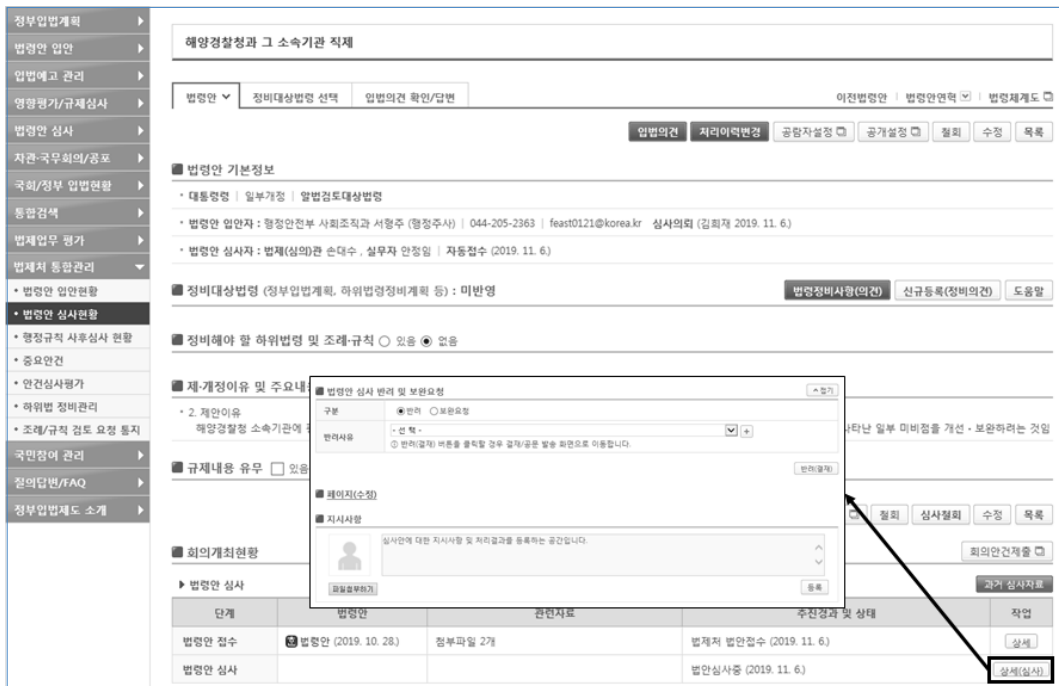 정부입법계획
법령안 입안
입법예고 관리
영향평가/규제심사
법령안 심사
차관·국무회의/공포
국회/정부 입법현황
통합검색
법제업무 평가
법제처 통합관리
• 법령안 입안현황
• 법령안 심사현황
• 행정규칙 사후심사 현황
• 중요안건
• 안건심사평가
• 하위법 정비관리
• 조례/규칙 검토 요청 통지
국민참여 관리
질의답변/FAQ
정부입법제도 소개
해양경찰청과 그 소속기관 직제
법령안 정비대상법령 선택 입법의견 확인/답변 이전법령안 | 법령안연혁 | 법령체계도
입법의견 처리이력변경 공람자설정 공개설정 철회 수정 목록
법령안 기본정보
• 대통령령 | 일부개정 | 알법검토대상법령
• 법령안 입안자 : 행정안전부 사회조직과 서형주 (행정주사) | 044-205-2363 | feast0121@korea.kr 심사의뢰 (김희재 2019. 11. 6.)
• 법령안 심사자 : 법제(심의)관 손대수 , 실무자 안정임 | 자동접수 (2019. 11. 6.)
정비대상법령 (정부입법계획, 하위법령정비계획 등) : 미반영 법령정비사항(의견) 신규등록(정비의견) 도움말
정비해야 할 하위법령 및 조례·규칙 있음 없음
제·개정이유 및 주요내
• 2. 제안이유
해양경찰청 소속기관에 나타난 일부 미비점을 개선·보완하려는 것임
규제내용 유무 있음
철회 심사철회 수정 목록
법령안 심사 반려 및 보완요청 접기
구분 반려 보완요청
반려사유 - 선 택 - +
① 반려(결재) 버튼을 클릭할 경우 결재/공문 발송 화면으로 이동합니다.
반려(결재)
페이지(수정)
지시사항
심사안에 대한 지시사항 및 처리결과를 등록하는 공간입니다.
파일첨부하기 등록
회의개최현황 회의안건제출
법령안 심사 과거 심사자료
단계 법령안 관련자료 추진경과 및 상태 작업
법령안 접수 법령안 (2019. 10. 28.) 첨부파일 2개 법제처 법안접수 (2019. 11. 6.) 상세
법령안 심사 법안심사중 (2019. 11. 6.) 상세(심사)